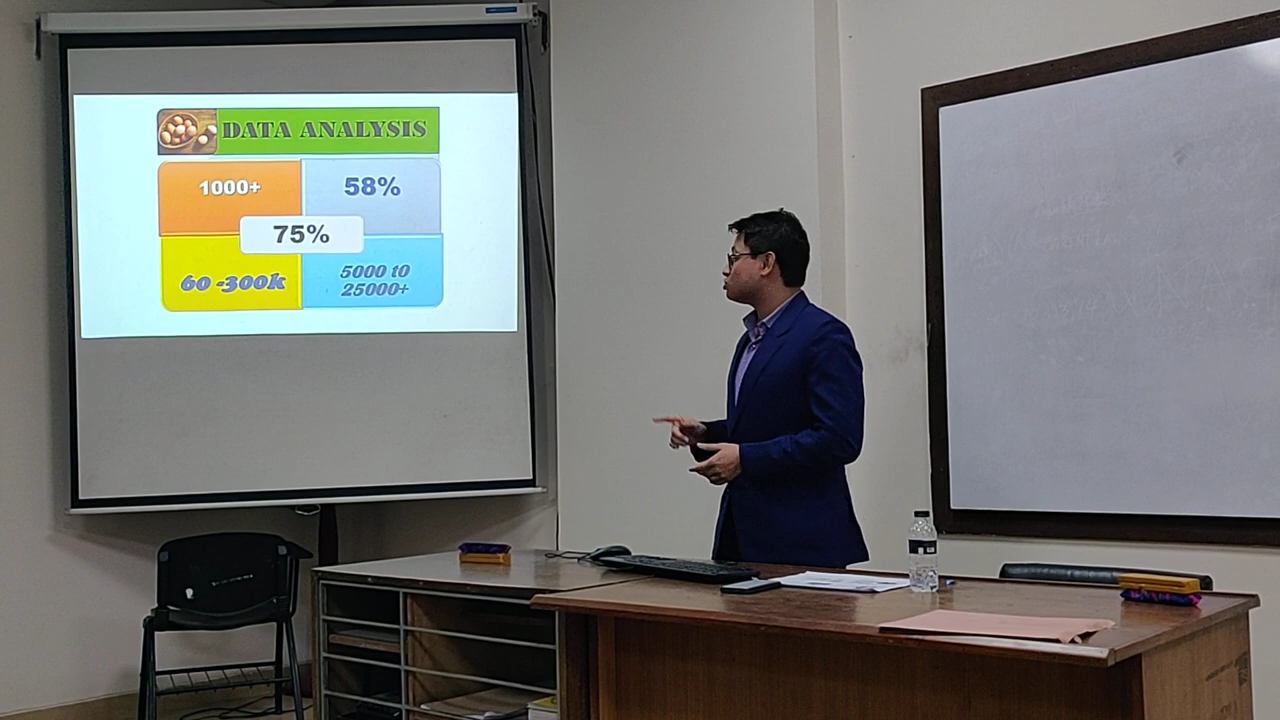 DATA ANALYSIS
1000+
58%
75%
60 -300k
5000 to
25000+